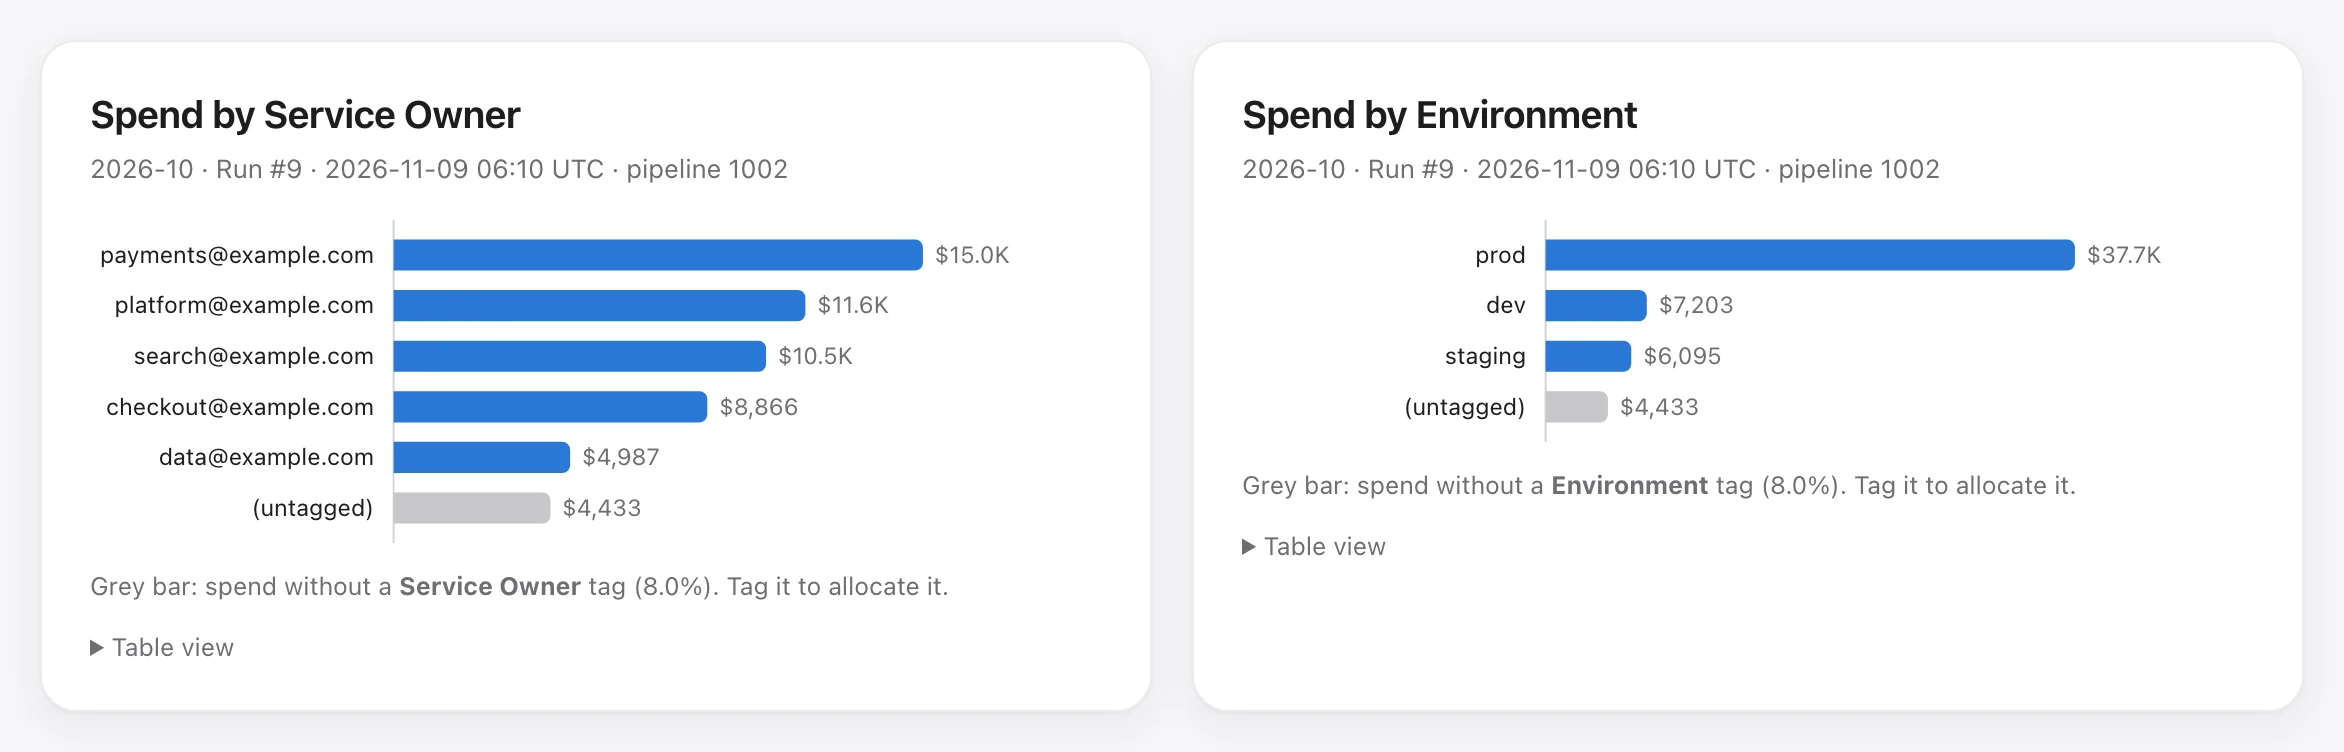 Spend by Service Owner
2026-10 · Run #9 · 2026-11-09 06:10 UTC · pipeline 1002
payments@example.com $15.0K
platform@example.com $11.6K
search@example.com $10.5K
checkout@example.com $8,866
data@example.com $4,987
(untagged) $4,433
Grey bar: spend without a Service Owner tag (8.0%). Tag it to allocate it.
Table view
Spend by Environment
2026-10 · Run #9 · 2026-11-09 06:10 UTC · pipeline 1002
prod $37.7K
dev $7,203
staging $6,095
(untagged) $4,433
Grey bar: spend without a Environment tag (8.0%). Tag it to allocate it.
Table view